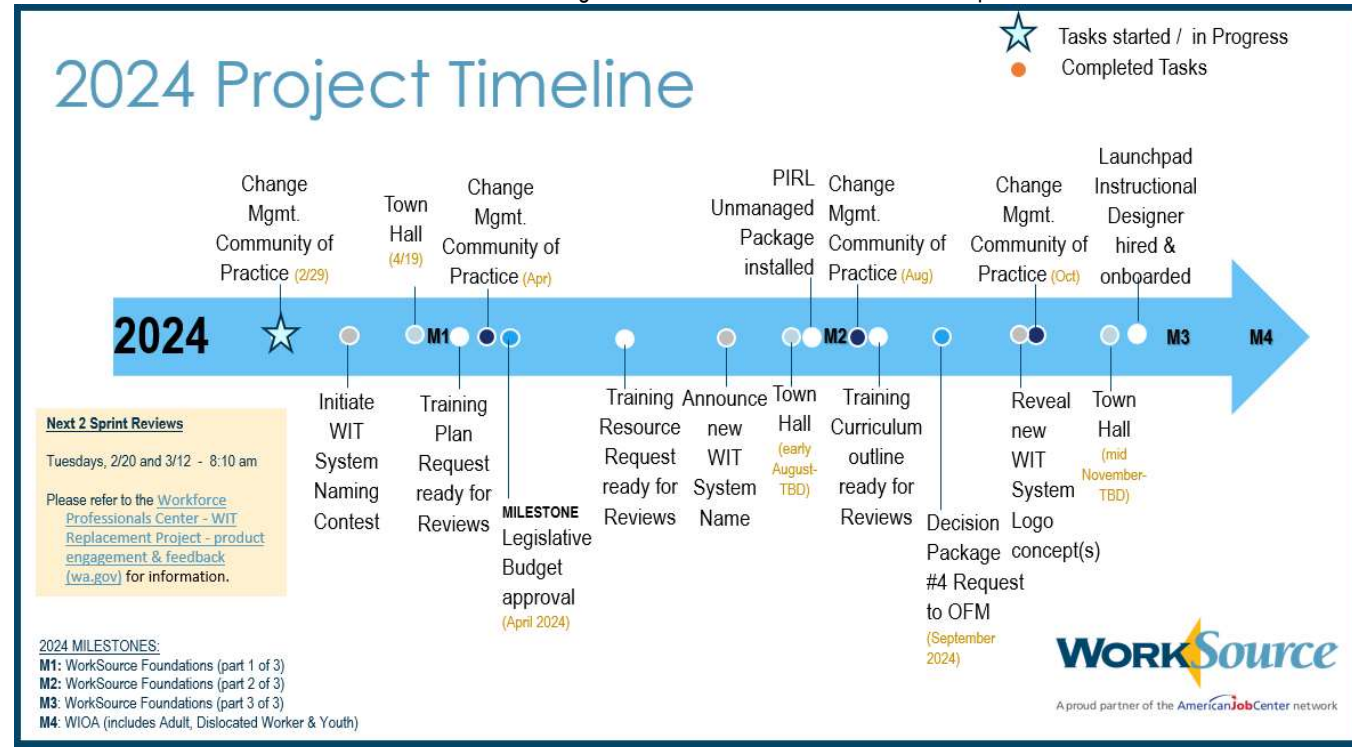 Tasks started / in Progress
Completed Tasks
2024 Project Timeline
Change
Mgmt.
Community of
Practice (2/29)
Town
Hall
(4/19)
Change
Mgmt.
Community of
Practice (Apr)
PIRL
Unmanaged
Package
installed
Change
Mgmt.
Community of
Practice (Aug)
Change
Mgmt.
Community of
Practice (Oct)
Launchpad
Instructional
Designer
hired &
onboarded
2024
M1
M2
M3
M4
Initiate
WIT
System
Naming
Contest
Training
Plan
Request
ready for
Reviews
MILESTONE
Legislative
Budget
approval
(April 2024)
Training
Resource
Request
ready for
Reviews
Announce
new
WIT
System
Name
Town
Hall
(early
August-
TBD)
Training
Curriculum
outline
ready for
Reviews
Decision
Package
#4 Request
to OFM
(September
2024)
Reveal
new
WIT
System
Logo
concept(s)
Town
Hall
(mid
November-
TBD)
Next 2 Sprint Reviews
Tuesdays, 2/20 and 3/12 - 8:10 am
Please refer to the Workforce
Professionals Center - WIT
Replacement Project - product
engagement & feedback
(wa.gov) for information.
2024 MILESTONES:
M1: WorkSource Foundations (part 1 of 3)
M2: WorkSource Foundations (part 2 of 3)
M3: WorkSource Foundations (part 3 of 3)
M4: WIOA (includes Adult, Dislocated Worker & Youth)
WORKSource
A proud partner of the AmericanJobCenter network